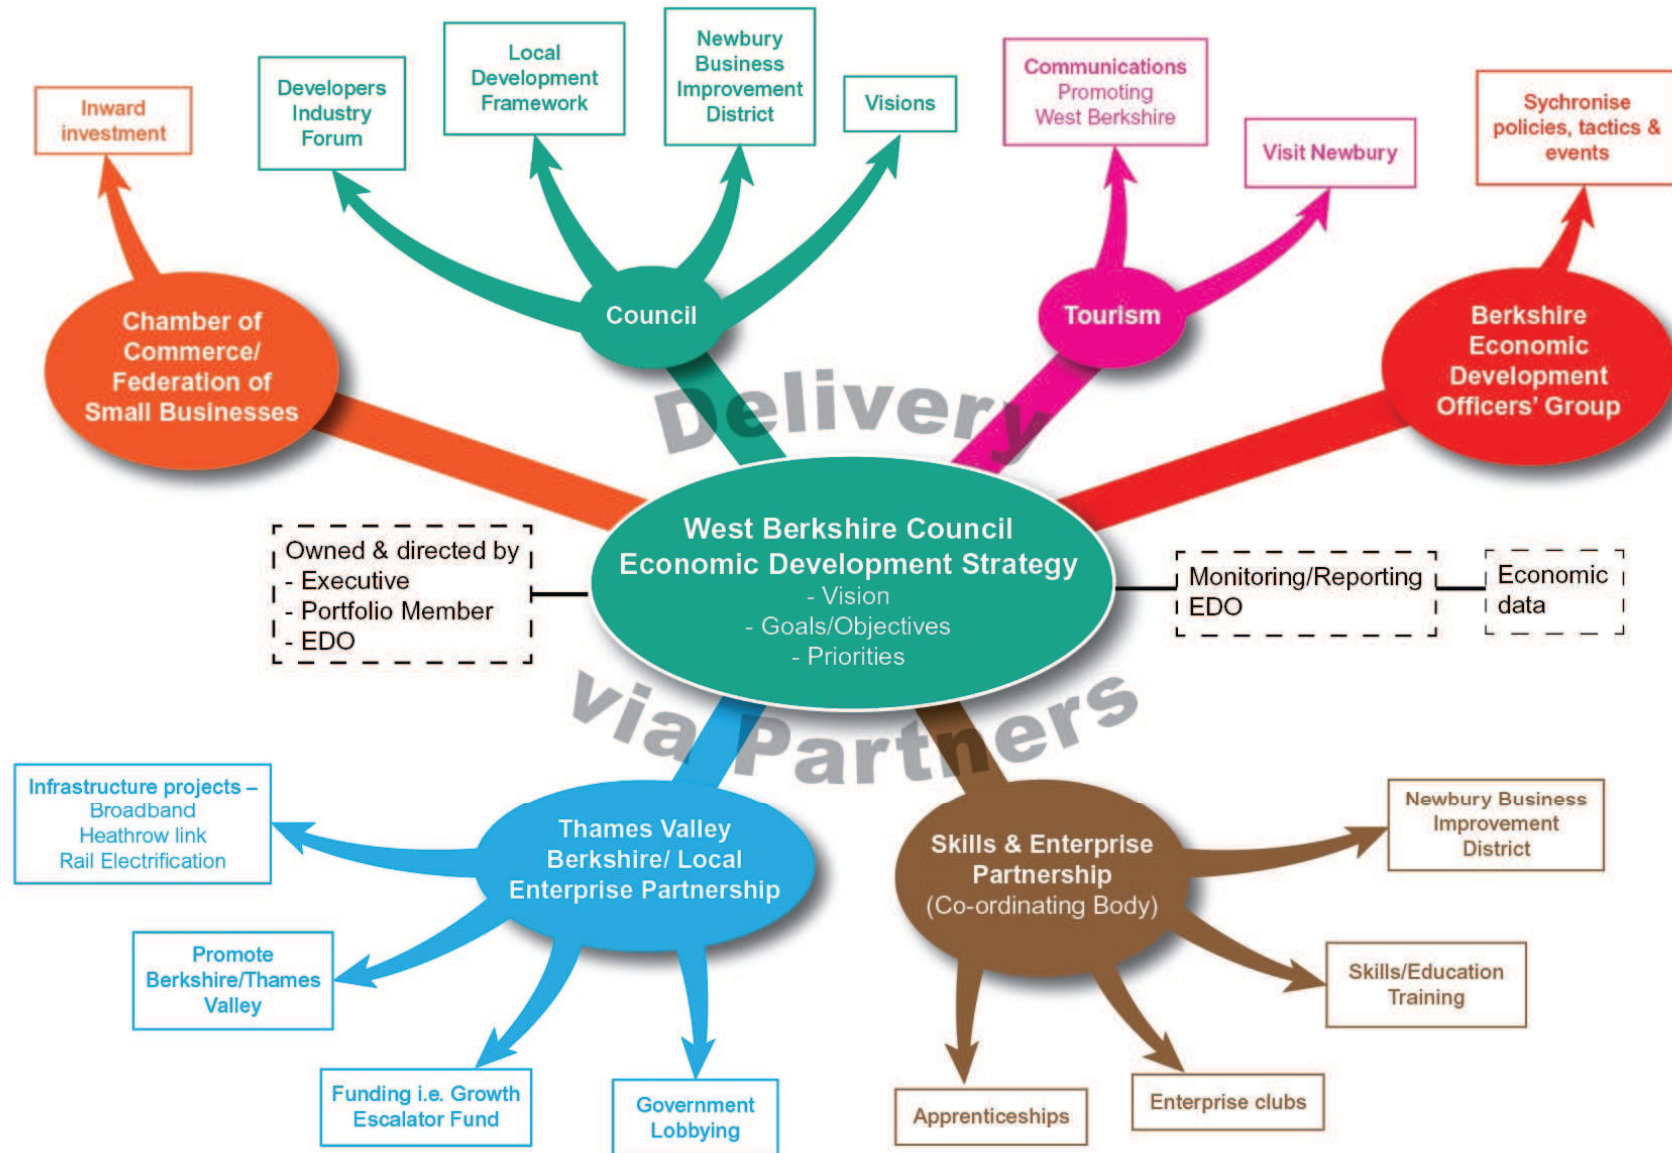 Inward
investment
Developers
Industry
Forum
Local
Development
Framework
Newbury
Business
Improvement
District
Visions
Communications
Promoting
West Berkshire
Visit Newbury
Sychronise
policies, tactics &
events
Chamber of
Commerce/
Federation of
Small Businesses
Council
Tourism
Berkshire
Economic
Development
Officers' Group
Delivery
West Berkshire Council
Economic Development Strategy
- Vision
- Goals/Objectives
- Priorities
Owned & directed by
- Executive
- Portfolio Member
- EDO
Monitoring/Reporting
EDO
Economic
data
via Partners
Infrastructure projects –
Broadband
Heathrow link
Rail Electrification
Thames Valley
Berkshire/ Local
Enterprise Partnership
Skills & Enterprise
Partnership
(Co-ordinating Body)
Newbury Business
Improvement
District
Promote
Berkshire/Thames
Valley
Skills/Education
Training
Funding i.e. Growth
Escalator Fund
Government
Lobbying
Apprenticeships
Enterprise clubs